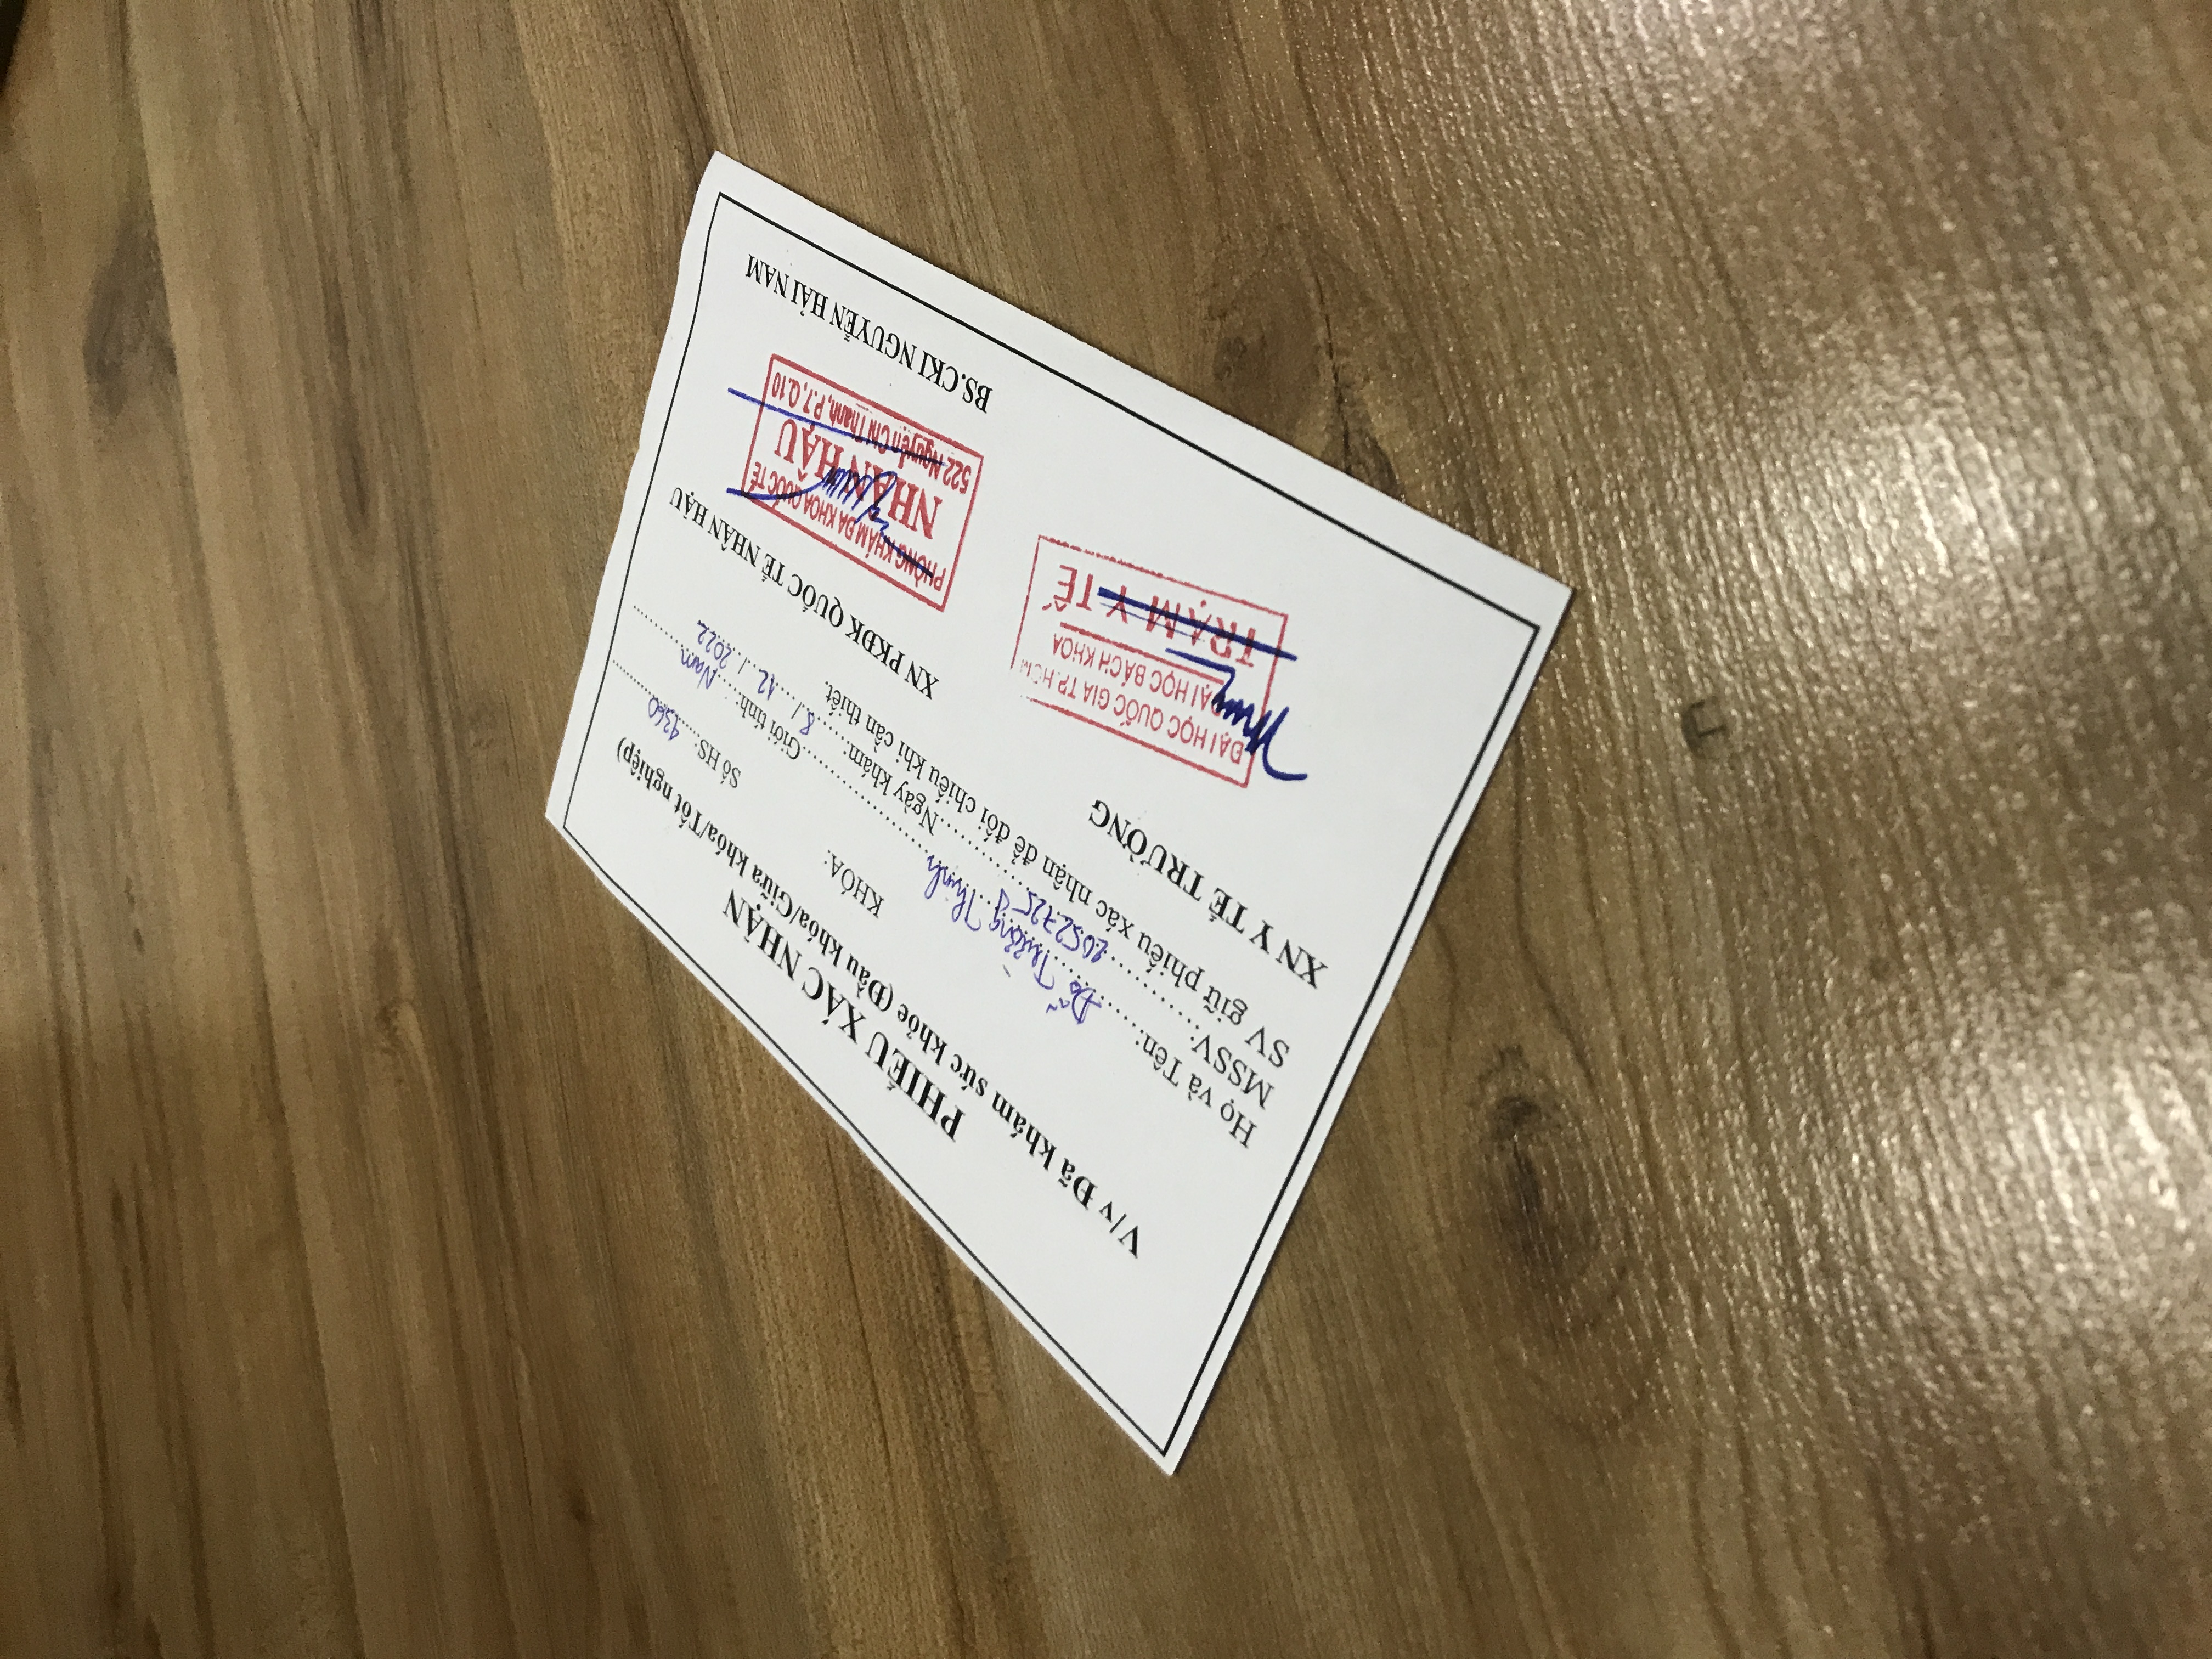 PHIẾU XÁC NHẬN
V/v Đã khám sức khỏe (Đầu khóa/Giữa khóa/Tốt nghiệp)
KHÓA: Số HS: 4360
Họ và Tên: Đỗ Trường Thịnh Giới tính: Nam
MSSV: 2052725 Ngày khám: 8 / 12 / 2022
SV giữ phiếu xác nhận để đối chiếu khi cần thiết
XN Y TẾ TRƯỜNG XN PKĐK QUỐC TẾ NHÂN HẬU
ĐẠI HỌC QUỐC GIA TP.HCM
ĐẠI HỌC BÁCH KHOA
TRẠM Y TẾ
PHÒNG KHÁM ĐA KHOA QUỐC TẾ
NHÂN HẬU
522 Nguyễn Chí Thanh, P.7, Q.10
BS.CKI NGUYỄN HẢI NAM